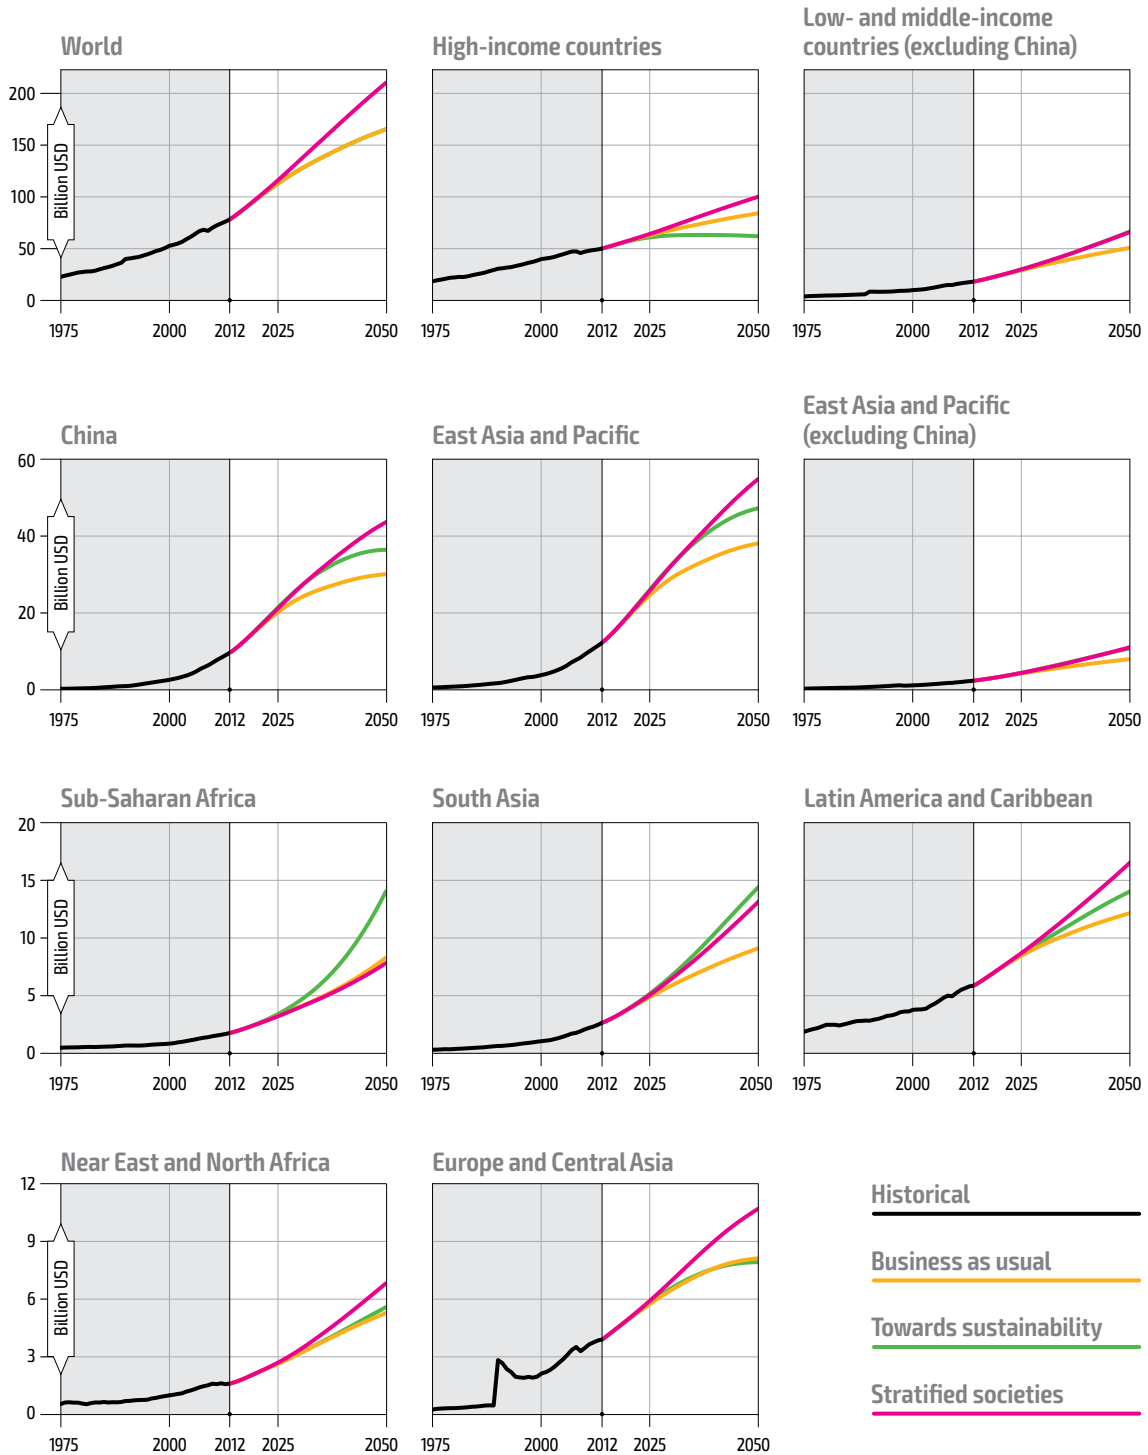 World
High-income countries
Low- and middle-income
countries (excluding China)
200
150
100
50
0
Billion USD
1975 2000 2012 2025 2050
1975 2000 2012 2025 2050
1975 2000 2012 2025 2050
China
East Asia and Pacific
East Asia and Pacific
(excluding China)
60
40
20
0
Billion USD
1975 2000 2012 2025 2050
1975 2000 2012 2025 2050
1975 2000 2012 2025 2050
Sub-Saharan Africa
South Asia
Latin America and Caribbean
20
15
10
5
0
Billion USD
1975 2000 2012 2025 2050
1975 2000 2012 2025 2050
1975 2000 2012 2025 2050
Near East and North Africa
Europe and Central Asia
12
9
6
3
0
Billion USD
1975 2000 2012 2025 2050
1975 2000 2012 2025 2050
Historical
Business as usual
Towards sustainability
Stratified societies